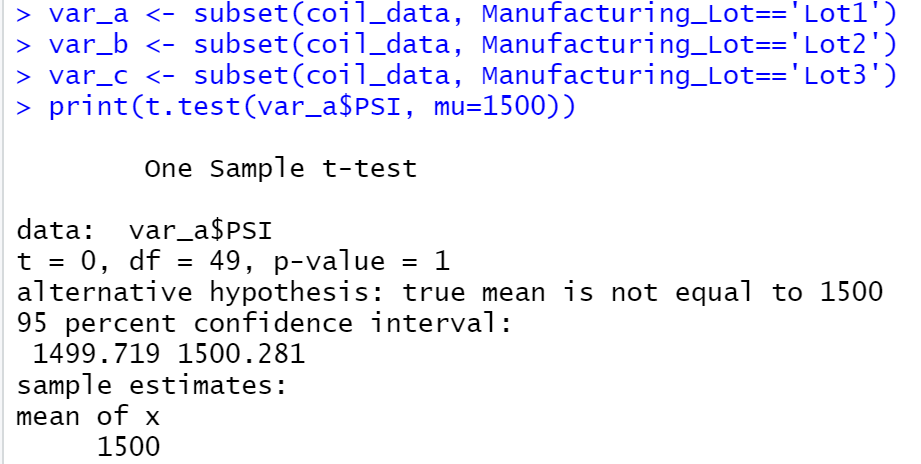 > var_a <- subset(coil_data, Manufacturing_Lot=='Lot1')
> var_b <- subset(coil_data, Manufacturing_Lot=='Lot2')
> var_c <- subset(coil_data, Manufacturing_Lot=='Lot3')
> print(t.test(var_a$PSI, mu=1500))
One Sample t-test
data:  var_a$PSI
t = 0, df = 49, p-value = 1
alternative hypothesis: true mean is not equal to 1500
95 percent confidence interval:
1499.719 1500.281
sample estimates:
mean of x
1500